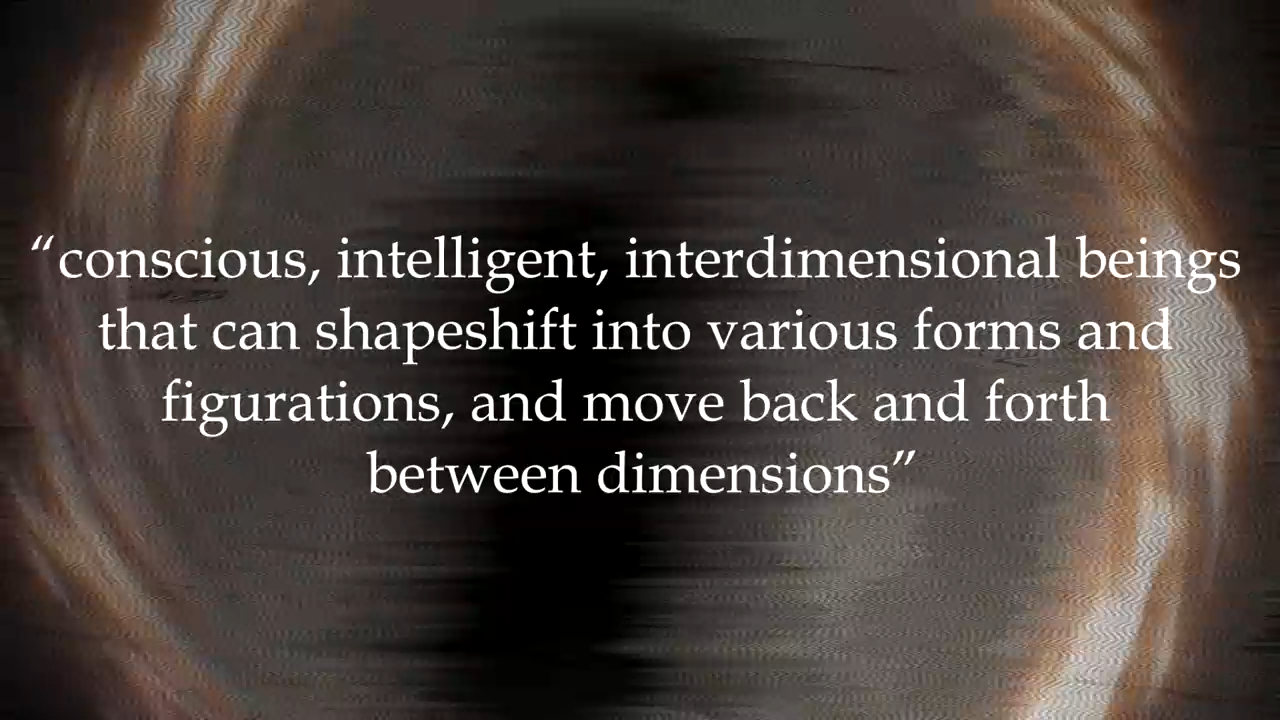 “conscious, intelligent, interdimensional beings
that can shapeshift into various forms and
figurations, and move back and forth
between dimensions”